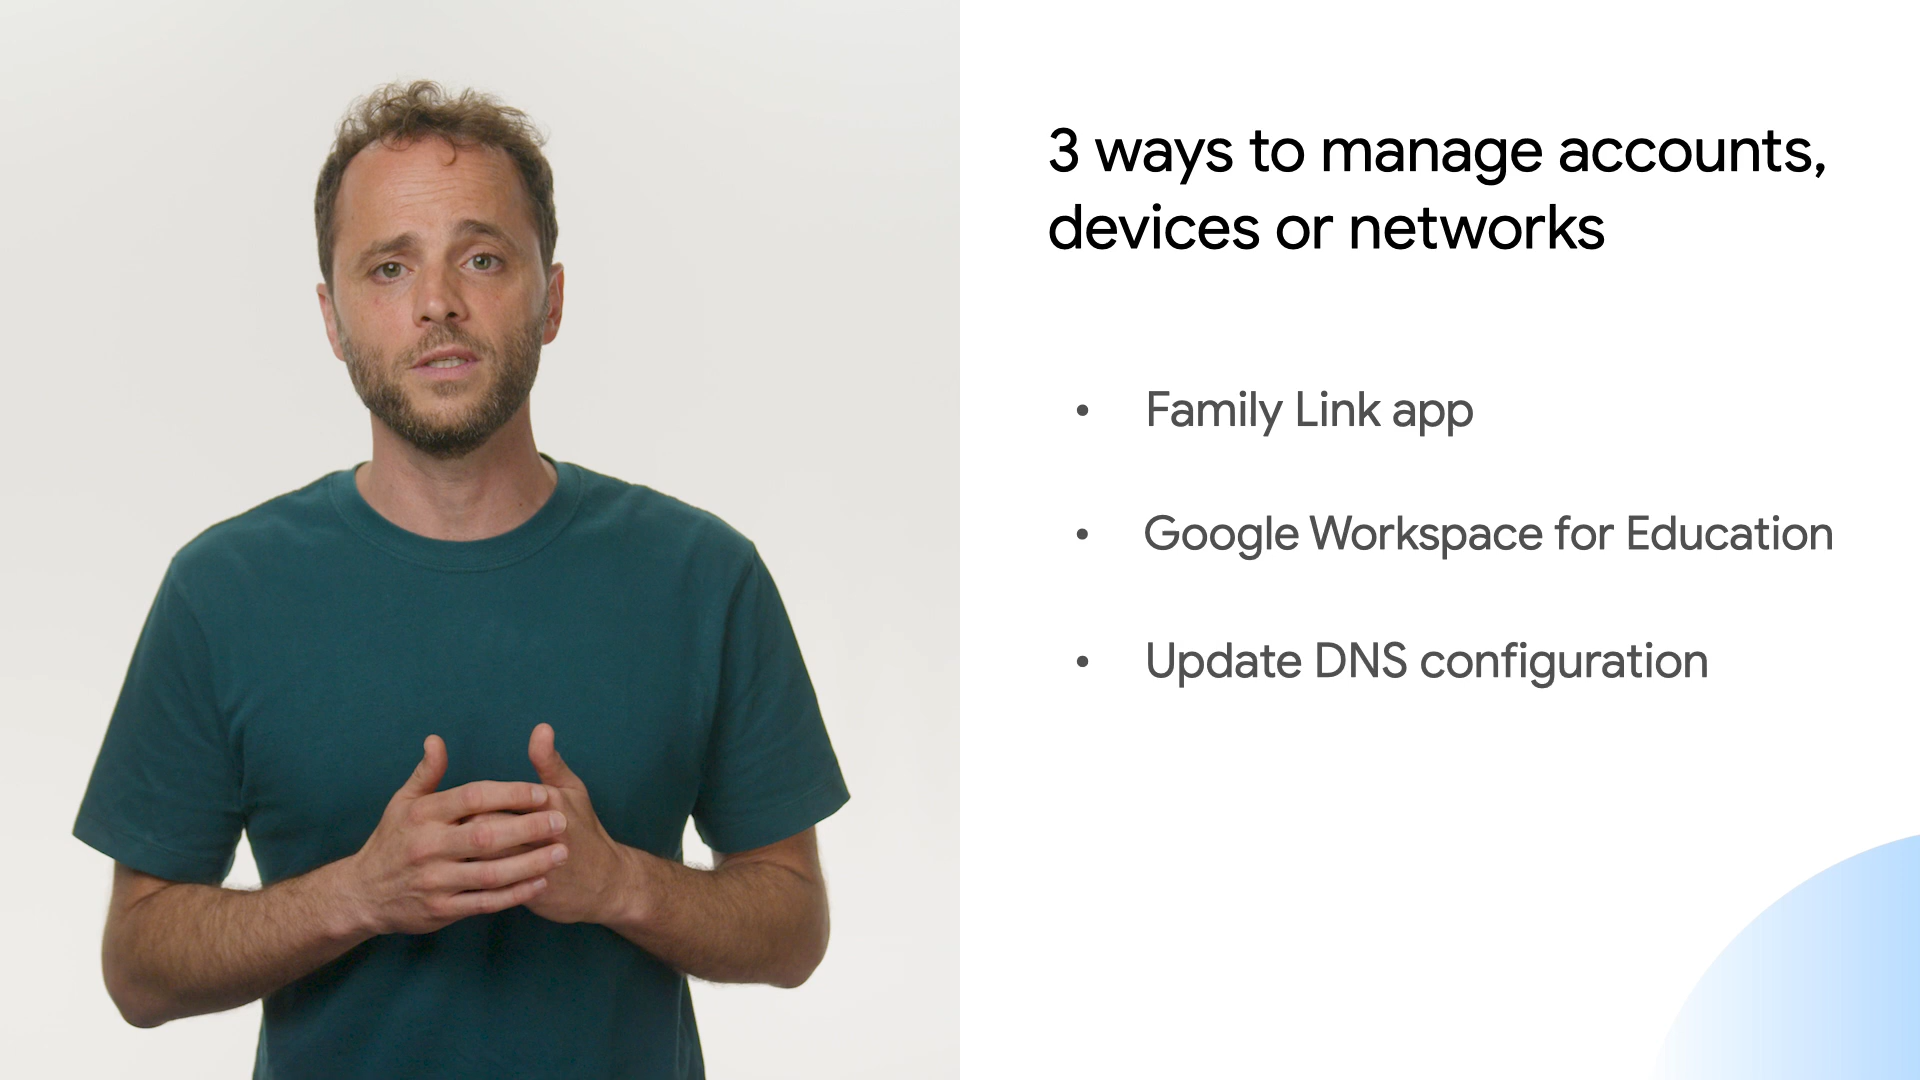 3 ways to manage accounts,
devices or networks
• Family Link app
• Google Workspace for Education
• Update DNS configuration